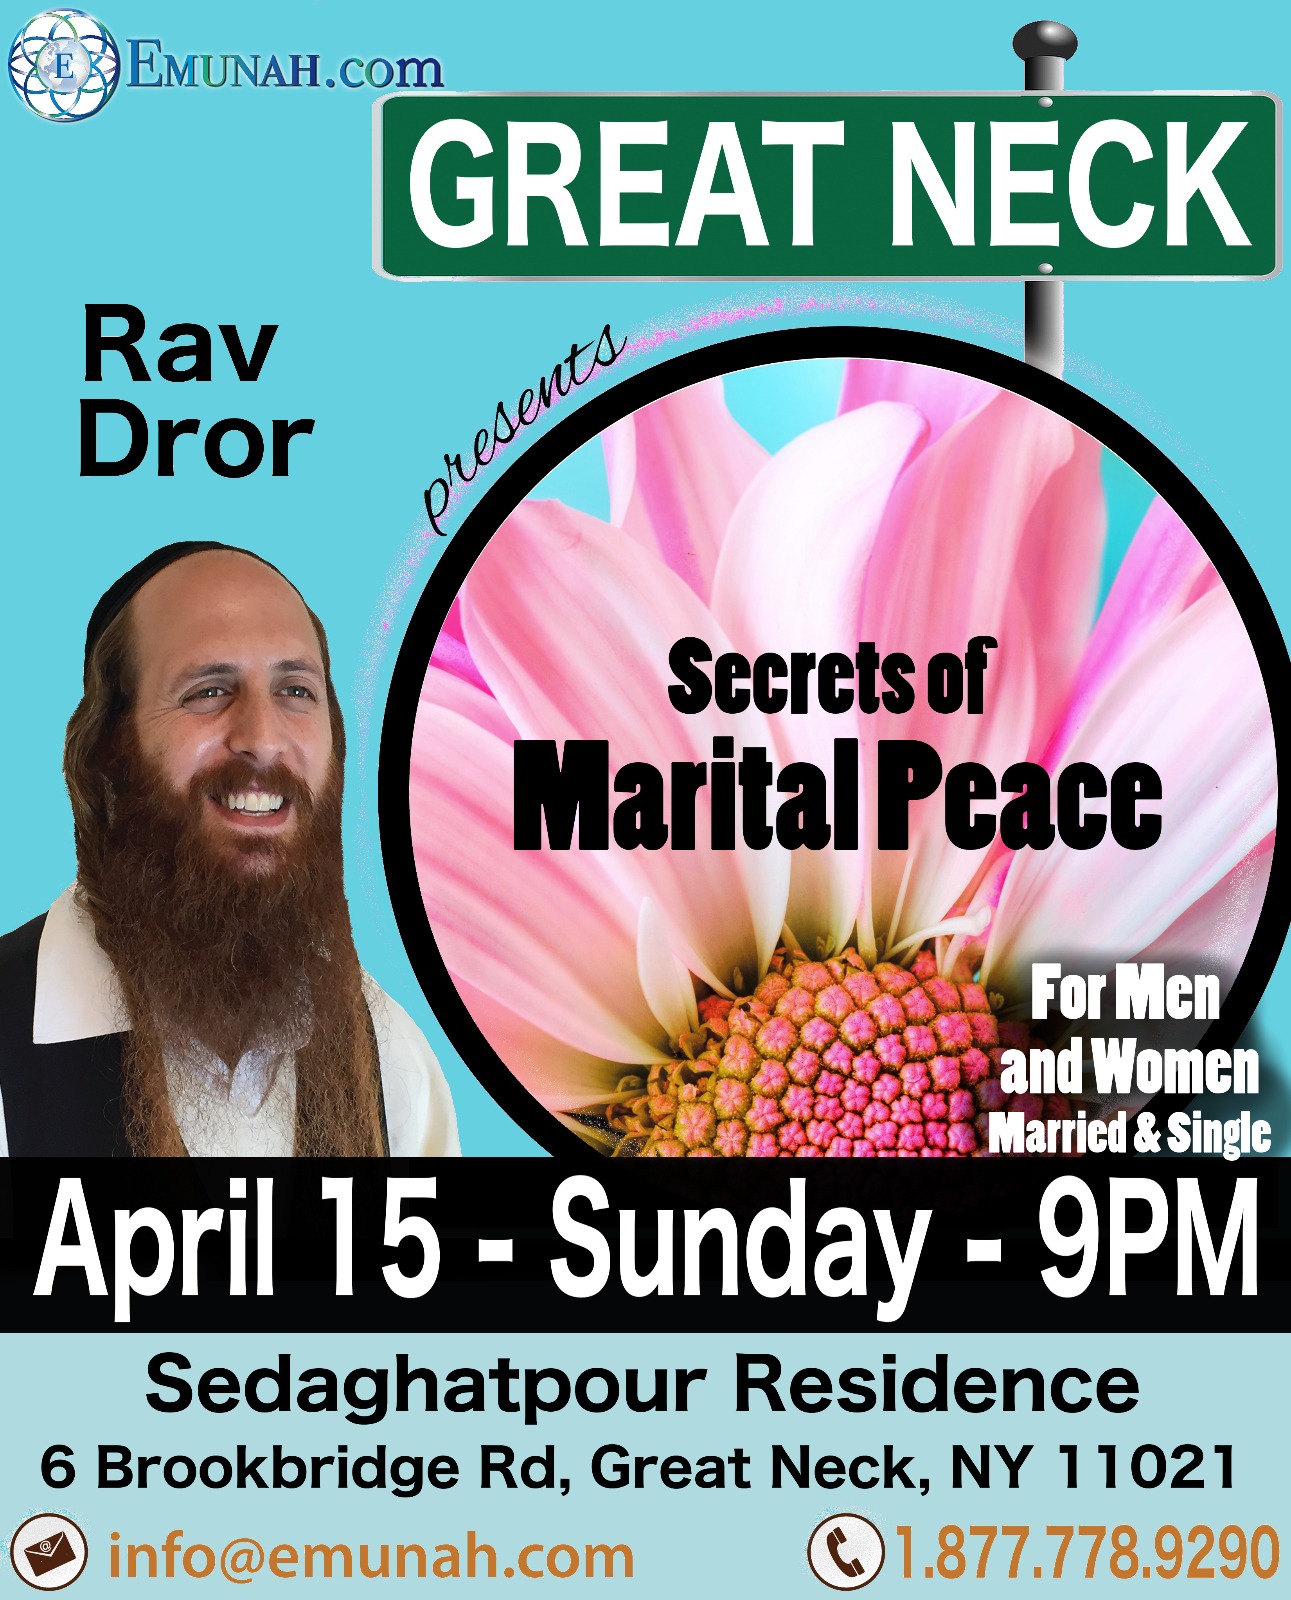 E EMUNAH.com
GREAT NECK
Rav
Dror
presents
Secrets of
Marital Peace
For Men
and Women
Married & Single
April 15 - Sunday - 9PM
Sedaghatpour Residence
6 Brookbridge Rd, Great Neck, NY 11021
info@emunah.com
1.877.778.9290